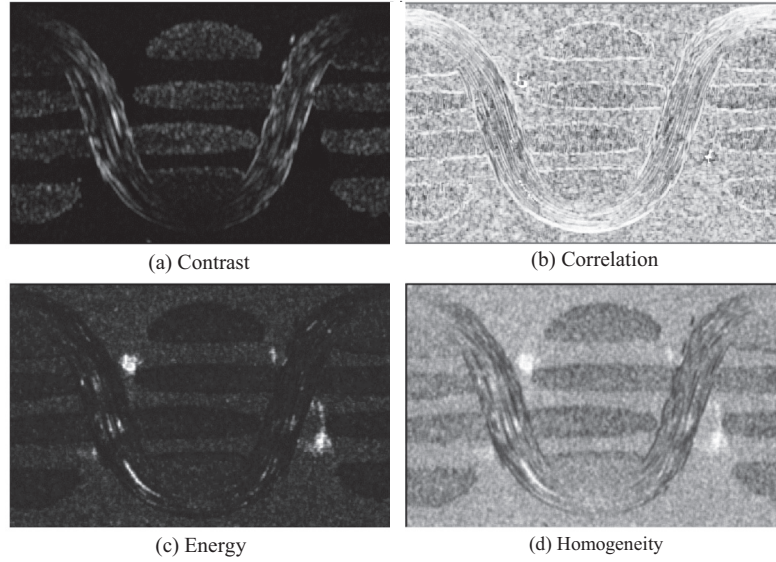 (a) Contrast
(b) Correlation
(c) Energy
(d) Homogeneity